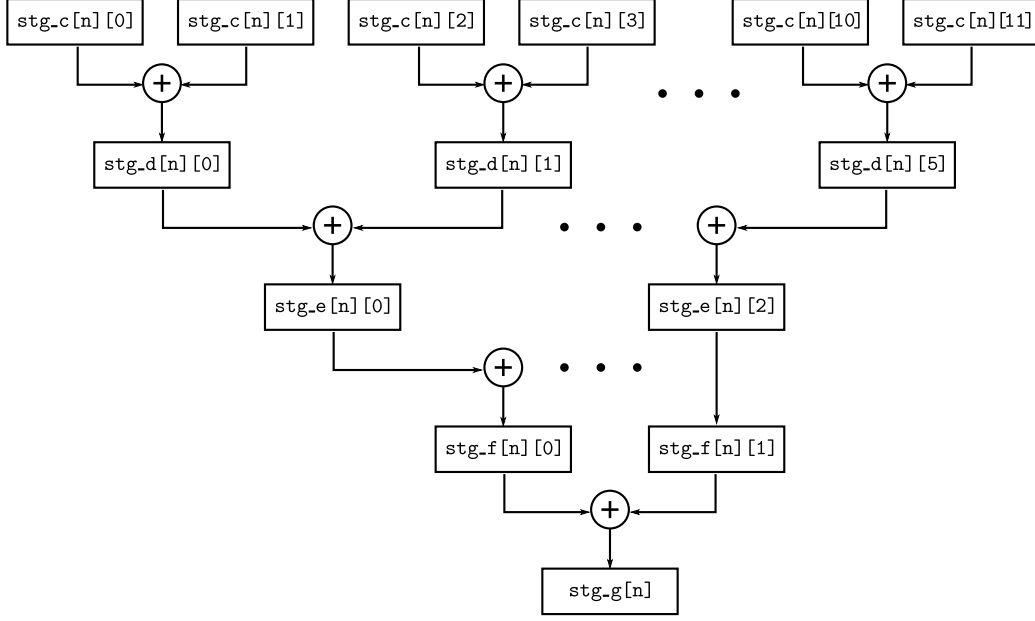 stg_c[n][0] stg_c[n][1] stg_c[n][2] stg_c[n][3] stg_c[n][10] stg_c[n][11]
+ + +
stg_d[n][0] stg_d[n][1] stg_d[n][5]
+ +
stg_e[n][0] stg_e[n][2]
+
stg_f[n][0] stg_f[n][1]
+
stg_g[n]